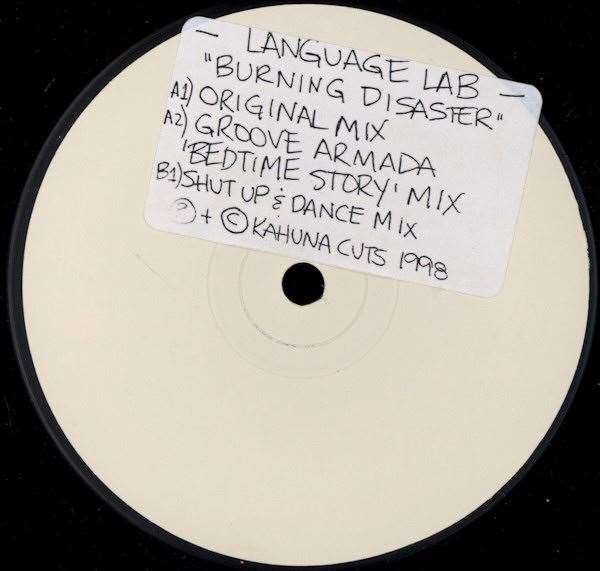 — LANGUAGE LAB —
"BURNING DISASTER"
A1) ORIGINAL MIX
A2) GROOVE ARMADA
'BEDTIME STORY' MIX
B1) SHUT UP & DANCE MIX
Ⓟ + © KAHUNA CUTS 1998